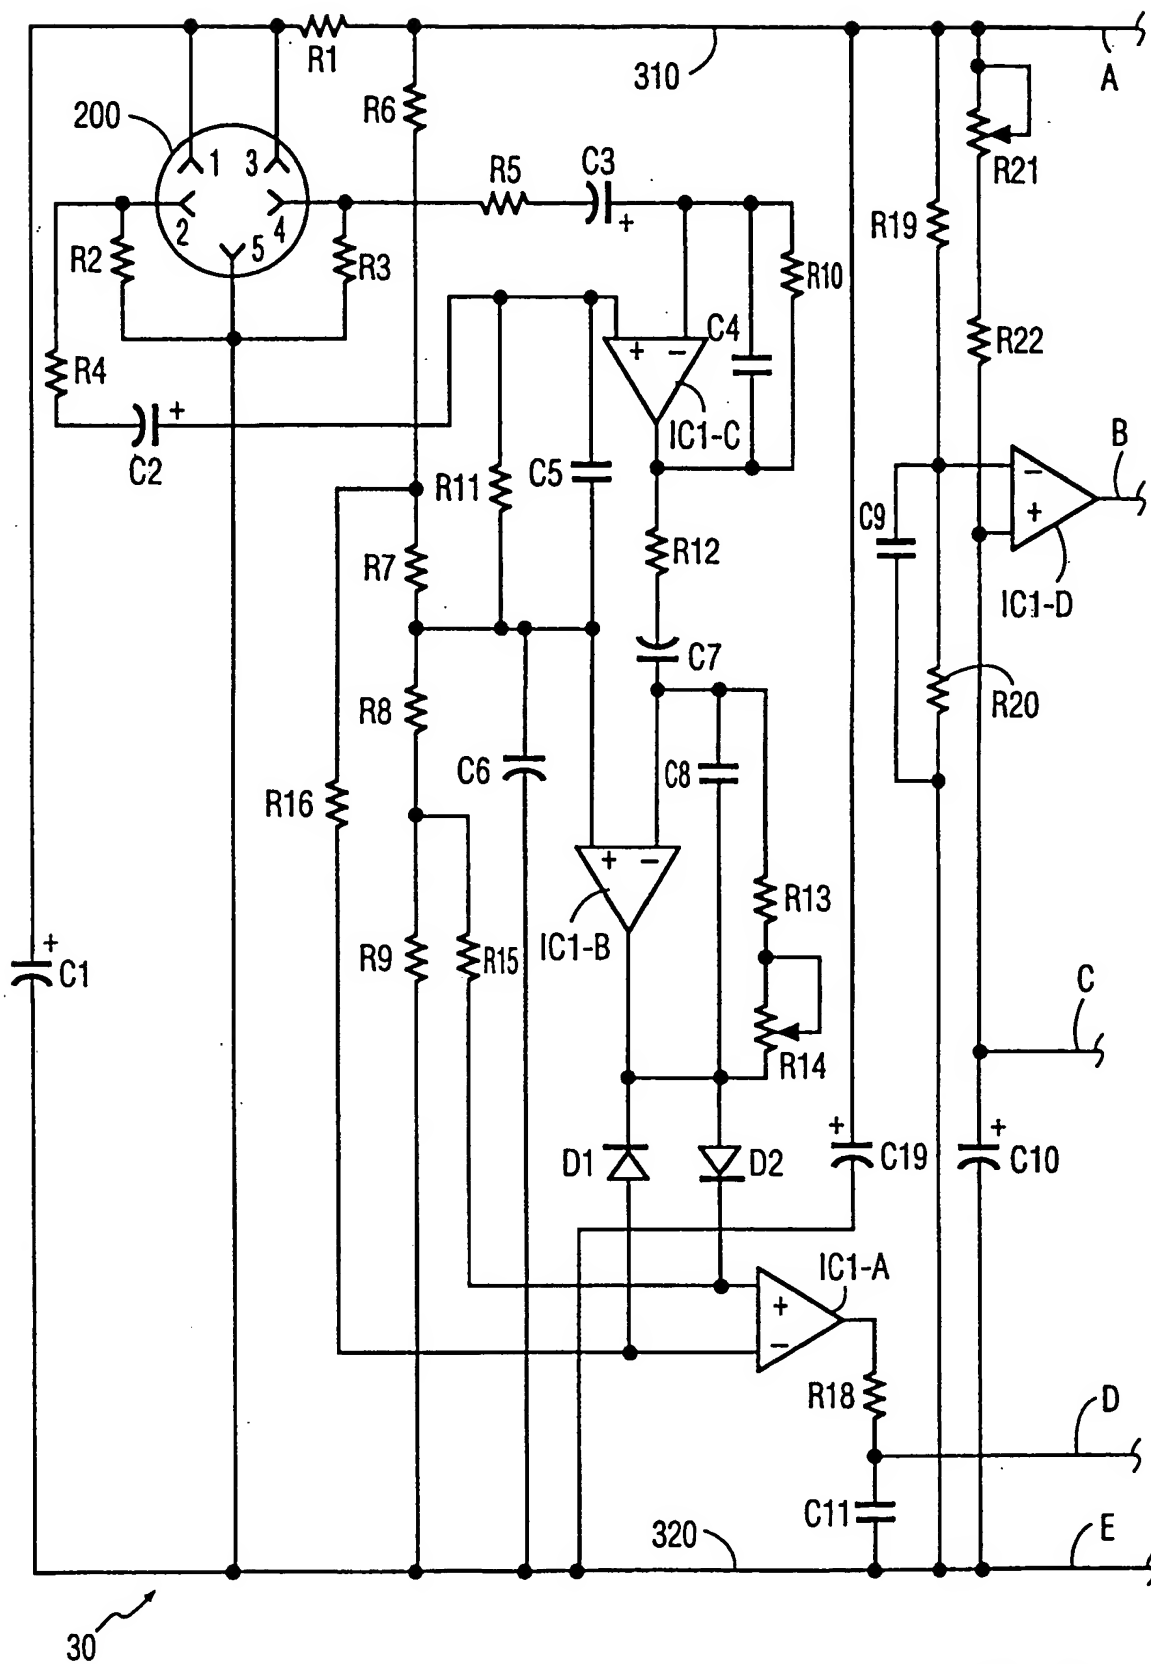 R1
310
A
200
R6
1
3
C3
R5
R21
2
4
R2
5
R3
R19
R10
+
C4
R22
R4
+ −
+
IC1-C
B
C2
C5
R11
−
C9
+
R12
R7
IC1-D
C7
R8
R20
C6
C8
R16
+ −
R13
IC1-B
R9
R15
+
C1
C
R14
+
+
D1
D2
C19
C10
IC1-A
+
−
R18
D
C11
320
E
30